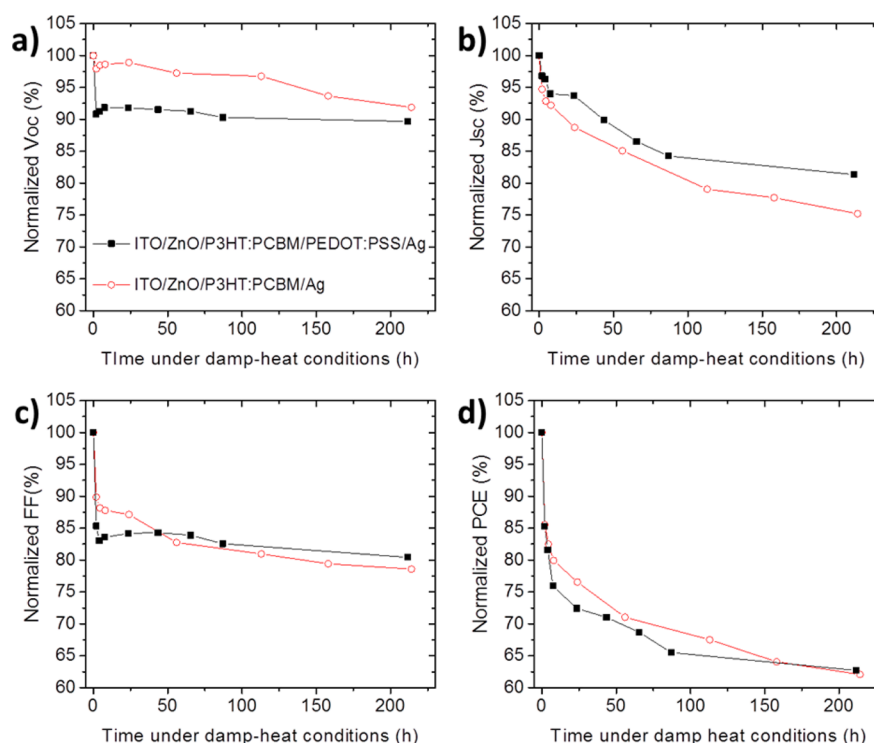 a)
Normalized Voc (%)
105
100
95
90
85
80
75
70
65
60
ITO/ZnO/P3HT:PCBM/PEDOT:PSS/Ag
ITO/ZnO/P3HT:PCBM/Ag
0 50 100 150 200
TIme under damp-heat conditions (h)
b)
Normalized Jsc (%)
105
100
95
90
85
80
75
70
65
60
0 50 100 150 200
Time under damp-heat conditions (h)
c)
Normalized FF(%)
105
100
95
90
85
80
75
70
65
60
0 50 100 150 200
Time under damp-heat conditions (h)
d)
Normalized PCE (%)
105
100
95
90
85
80
75
70
65
60
0 50 100 150 200
Time under damp heat conditions (h)